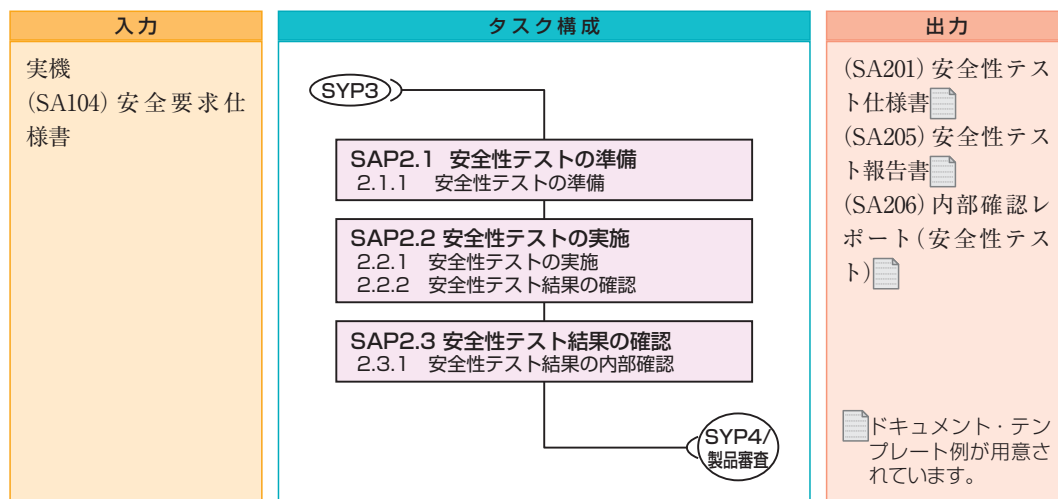 入力
実機
(SA104) 安全要求仕
様書
タスク構成
SYP3
SAP2.1 安全性テストの準備
2.1.1 安全性テストの準備
SAP2.2 安全性テストの実施
2.2.1 安全性テストの実施
2.2.2 安全性テスト結果の確認
SAP2.3 安全性テスト結果の確認
2.3.1 安全性テスト結果の内部確認
SYP4/
製品審査
出力
(SA201) 安全性テス
ト仕様書
(SA205) 安全性テス
ト報告書
(SA206) 内部確認レ
ポート(安全性テス
ト)
ドキュメント・テン
プレート例が用意さ
れています。